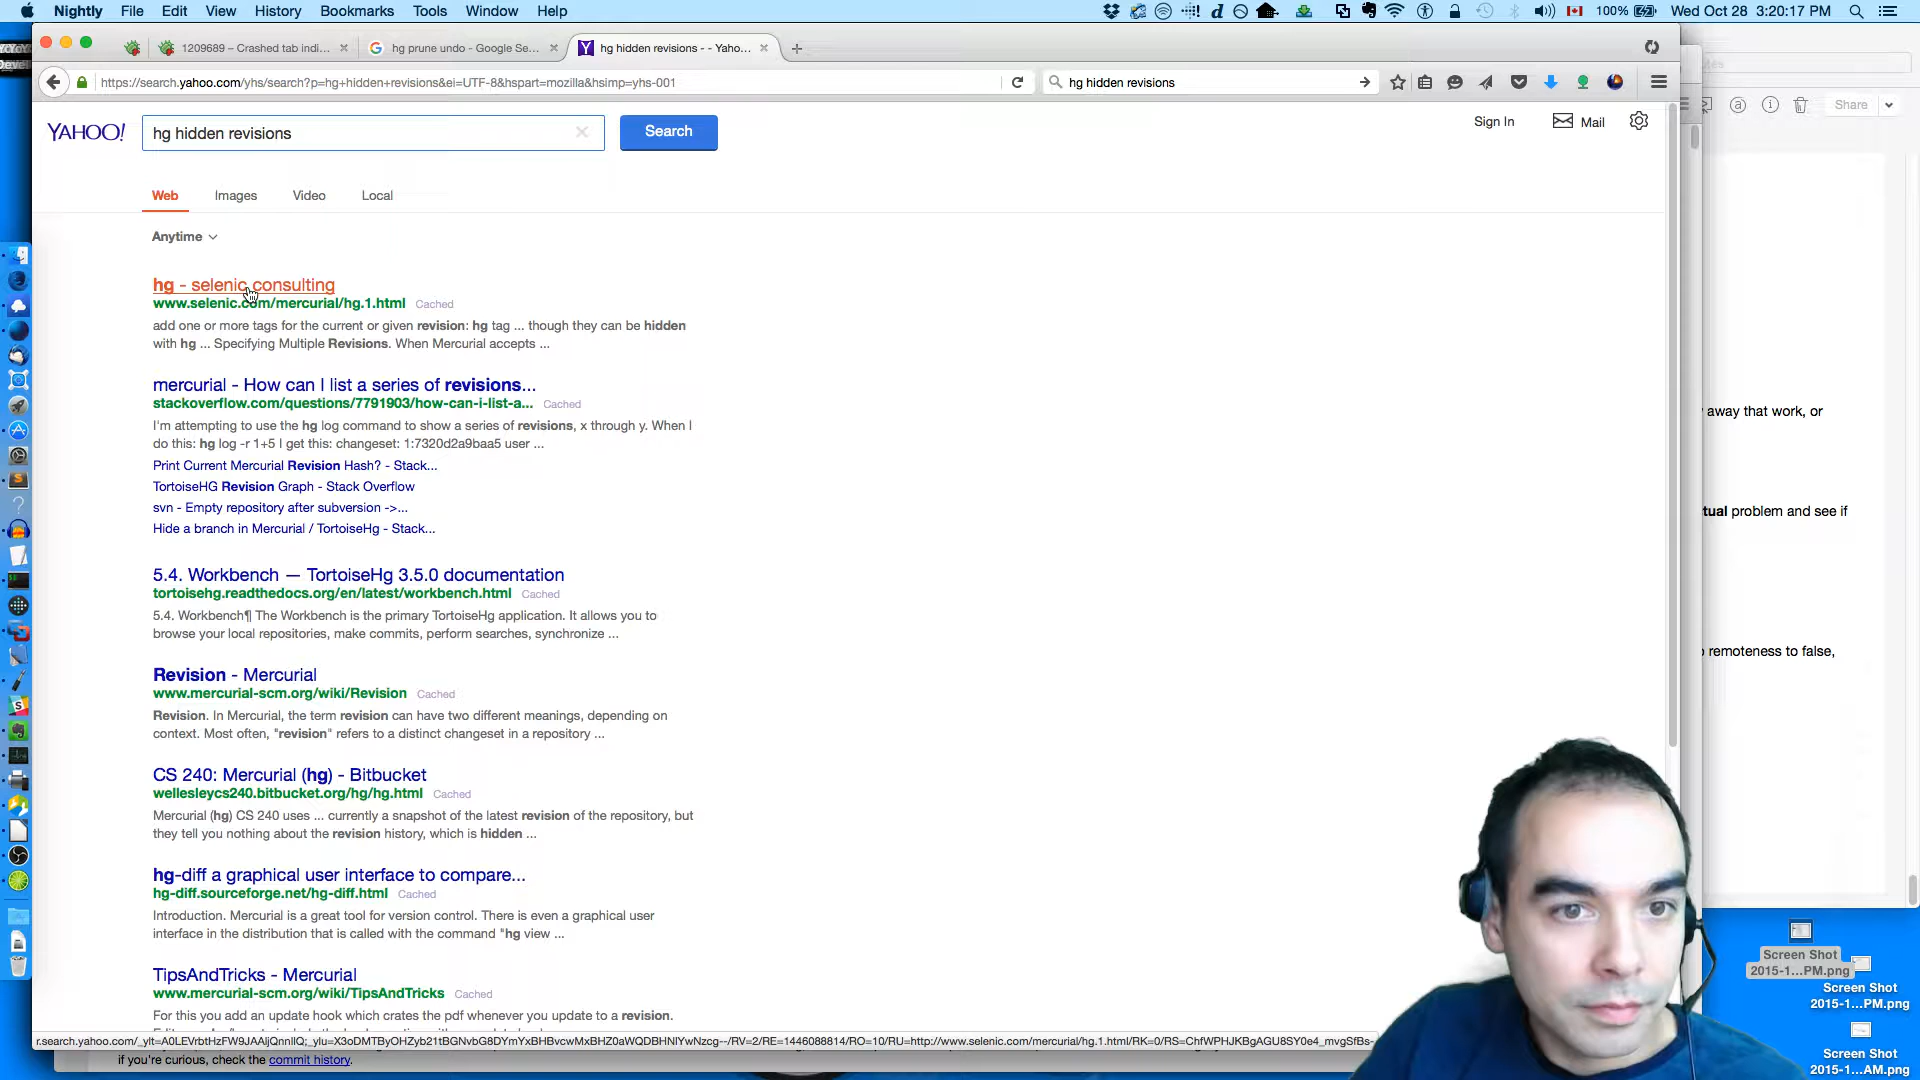 Nightly File Edit View History Bookmarks Tools Window Help 100% Wed Oct 28 3:20:17 PM
1209689 – Crashed tab indi... hg prune undo - Google Se... hg hidden revisions - - Yaho...
https://search.yahoo.com/yhs/search?p=hg+hidden+revisions&ei=UTF-8&hspart=mozilla&hsimp=yhs-001 hg hidden revisions
Share
YAHOO! hg hidden revisions Search Sign In Mail
Web Images Video Local
Anytime
hg - selenic consulting
www.selenic.com/mercurial/hg.1.html Cached
add one or more tags for the current or given revision: hg tag ... though they can be hidden
with hg ... Specifying Multiple Revisions. When Mercurial accepts ...
mercurial - How can I list a series of revisions...
stackoverflow.com/questions/7791903/how-can-i-list-a... Cached
I'm attempting to use the hg log command to show a series of revisions, x through y. When I
do this: hg log -r 1+5 I get this: changeset: 1:7320d2a9baa5 user ...
Print Current Mercurial Revision Hash? - Stack...
TortoiseHG Revision Graph - Stack Overflow
svn - Empty repository after subversion ->...
Hide a branch in Mercurial / TortoiseHg - Stack...
5.4. Workbench — TortoiseHg 3.5.0 documentation
tortoisehg.readthedocs.org/en/latest/workbench.html Cached
5.4. Workbench¶ The Workbench is the primary TortoiseHg application. It allows you to
browse your local repositories, make commits, perform searches, synchronize ...
Revision - Mercurial
www.mercurial-scm.org/wiki/Revision Cached
Revision. In Mercurial, the term revision can have two different meanings, depending on
context. Most often, "revision" refers to a distinct changeset in a repository ...
CS 240: Mercurial (hg) - Bitbucket
wellesleycs240.bitbucket.org/hg/hg.html Cached
Mercurial (hg) CS 240 uses ... currently a snapshot of the latest revision of the repository, but
they tell you nothing about the revision history, which is hidden ...
hg-diff a graphical user interface to compare...
hg-diff.sourceforge.net/hg-diff.html Cached
Introduction. Mercurial is a great tool for version control. There is even a graphical user
interface in the distribution that is called with the command "hg view ...
TipsAndTricks - Mercurial
www.mercurial-scm.org/wiki/TipsAndTricks Cached
For this you add an update hook which crates the pdf whenever you update to a revision.
if you're curious, check the commit history.
away that work, or
tual problem and see if
remoteness to false,
Screen Shot
2015-1...PM.png
Screen Shot
2015-1...PM.png
Screen Shot
2015-1...AM.png